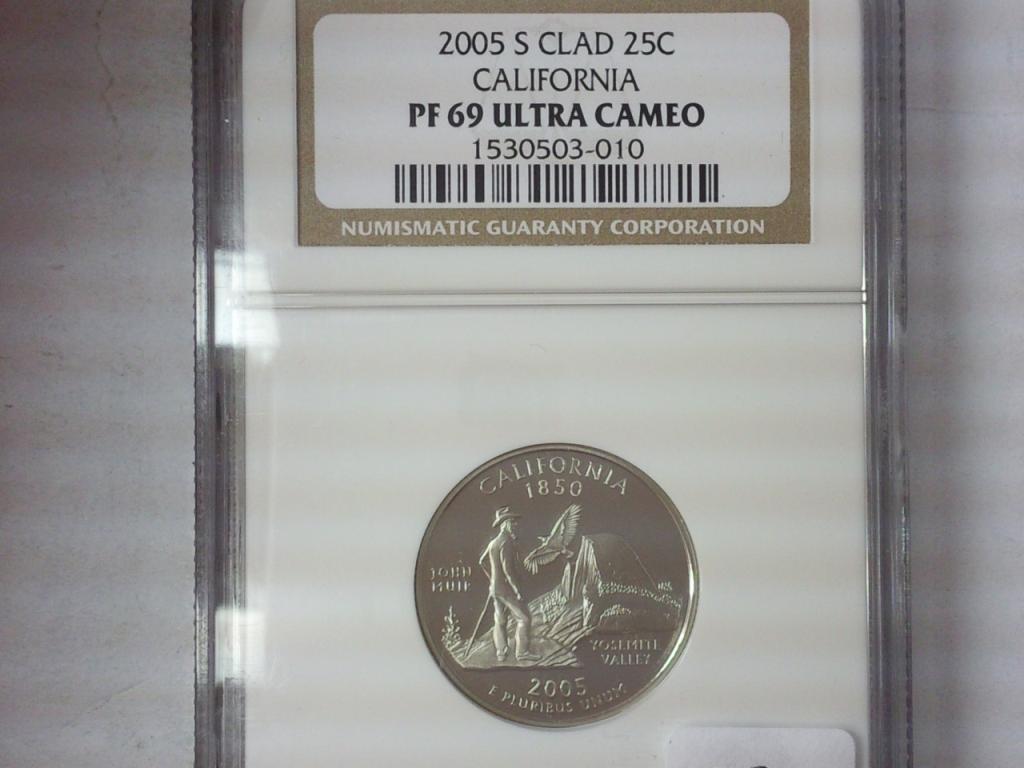 2005 S CLAD 25C
CALIFORNIA
PF 69 ULTRA CAMEO
1530503-010
NUMISMATIC GUARANTY CORPORATION
CALIFORNIA
1850
JOHN
MUIR
YOSEMITE
VALLEY
2005
E PLURIBUS UNUM